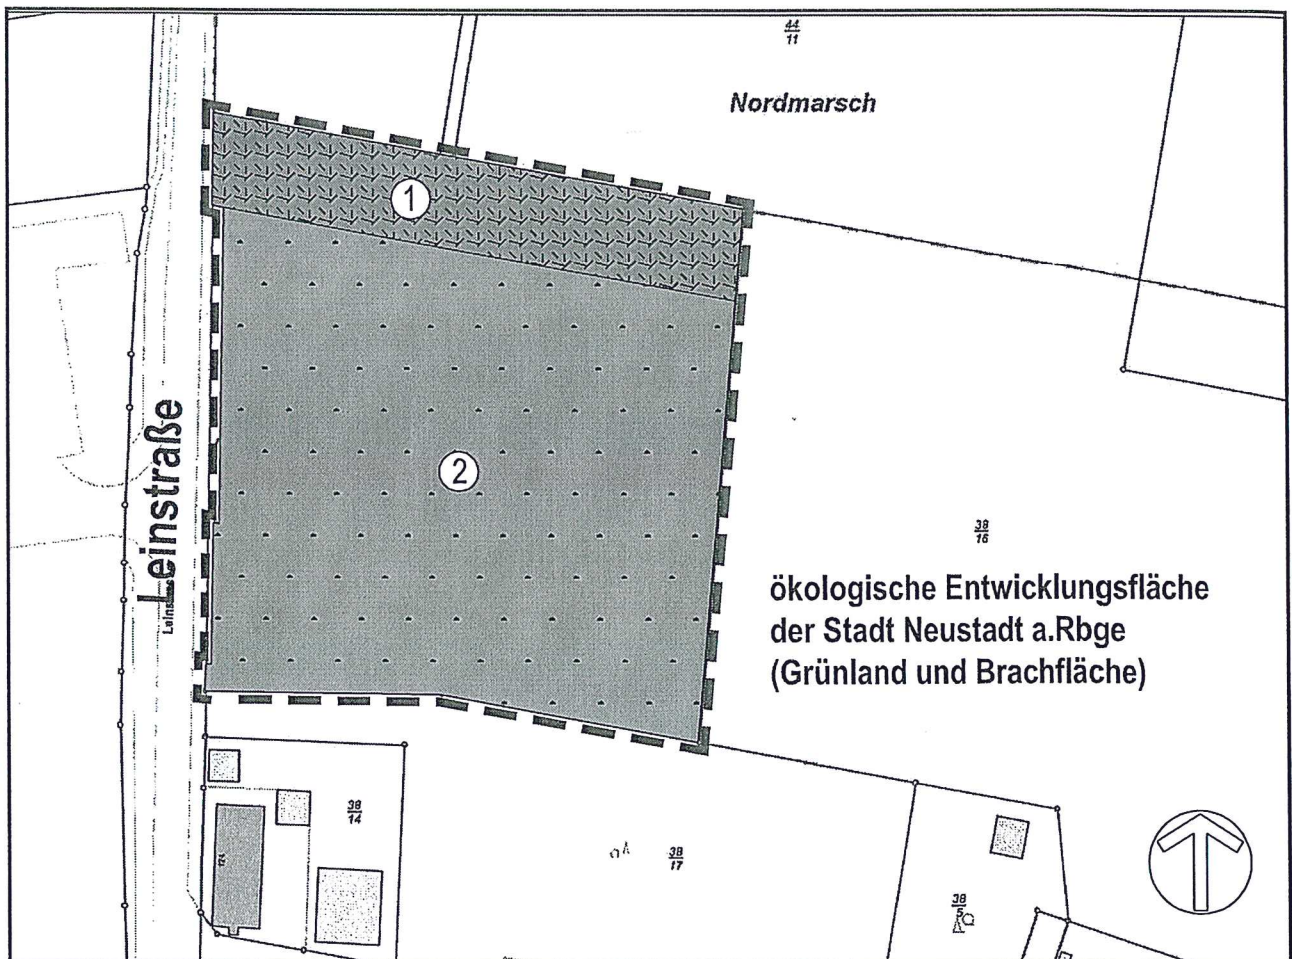 44
11
Nordmarsch
1
2
Leinstraße
38
16
ökologische Entwicklungsfläche
der Stadt Neustadt a.Rbge
(Grünland und Brachfläche)
38
14
174
38
17
38
5